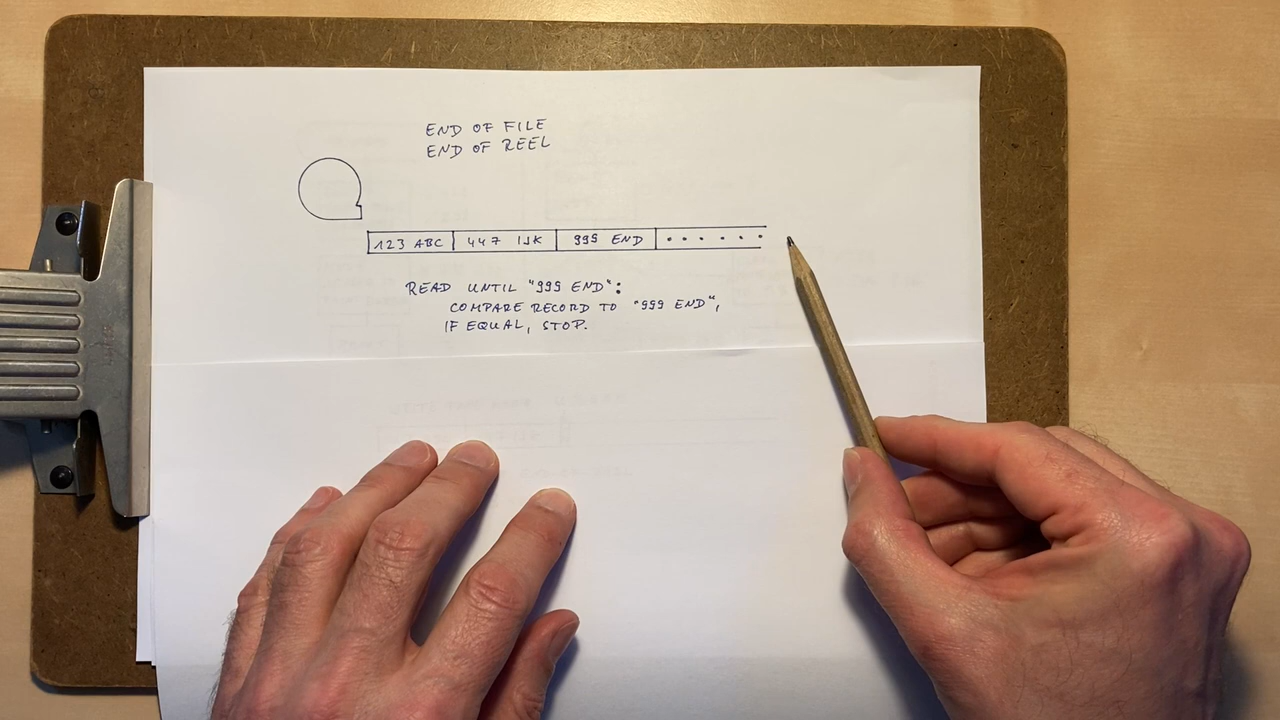 END OF FILE
END OF REEL
123 ABC 447 IJK 999 END ......
READ UNTIL "999 END":
COMPARE RECORD TO "999 END",
IF EQUAL, STOP.